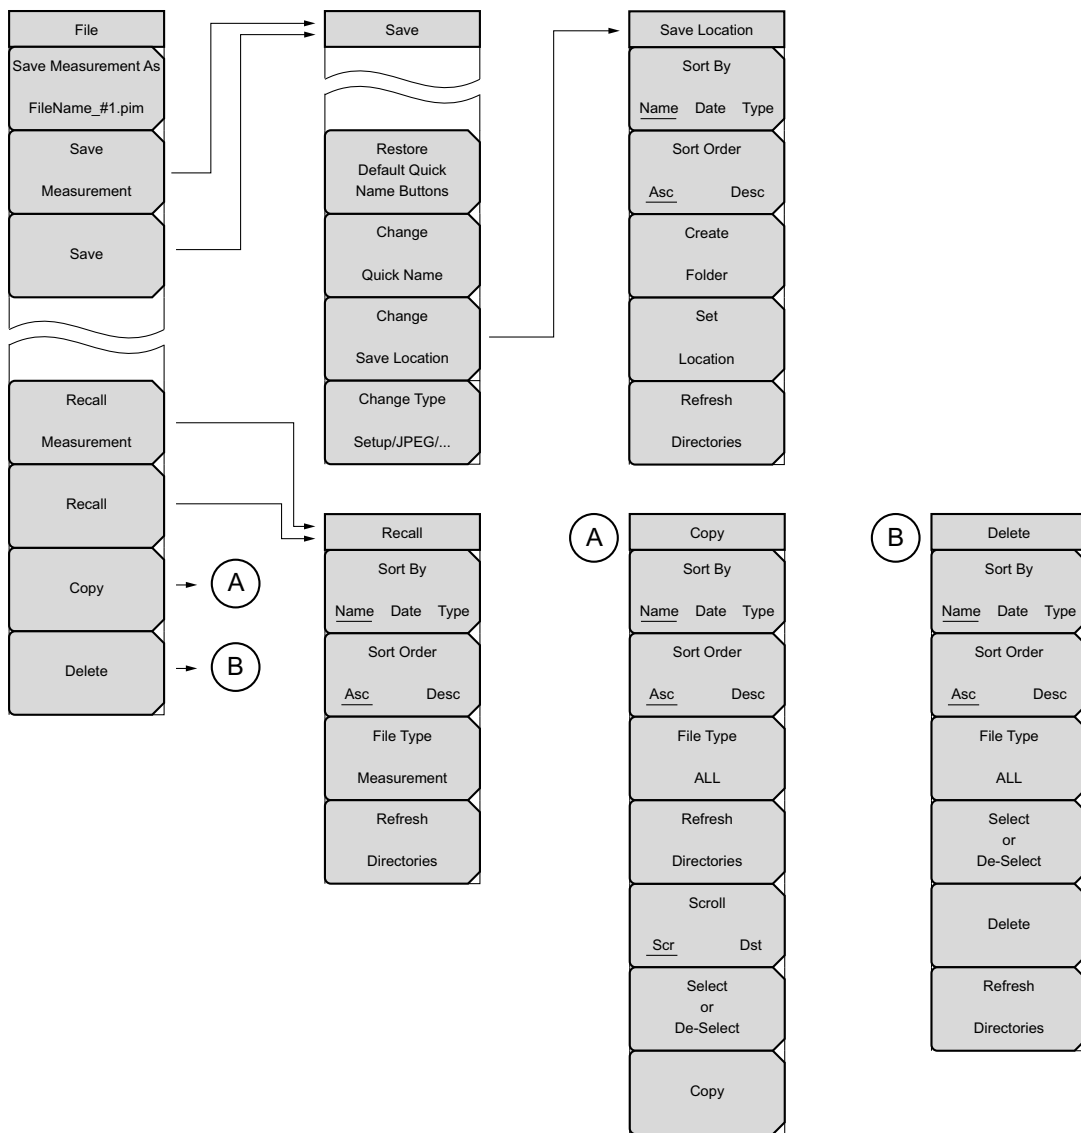 File
Save Measurement As
FileName_#1.pim
Save
Measurement
Save
Recall
Measurement
Recall
Copy
A
Delete
B
Save
Restore
Default Quick
Name Buttons
Change
Quick Name
Change
Save Location
Change Type
Setup/JPEG/...
Save Location
Sort By
Name Date Type
Sort Order
Asc Desc
Create
Folder
Set
Location
Refresh
Directories
Recall
Sort By
Name Date Type
Sort Order
Asc Desc
File Type
Measurement
Refresh
Directories
A
Copy
Sort By
Name Date Type
Sort Order
Asc Desc
File Type
ALL
Refresh
Directories
Scroll
Scr Dst
Select
or
De-Select
Copy
B
Delete
Sort By
Name Date Type
Sort Order
Asc Desc
File Type
ALL
Select
or
De-Select
Delete
Refresh
Directories